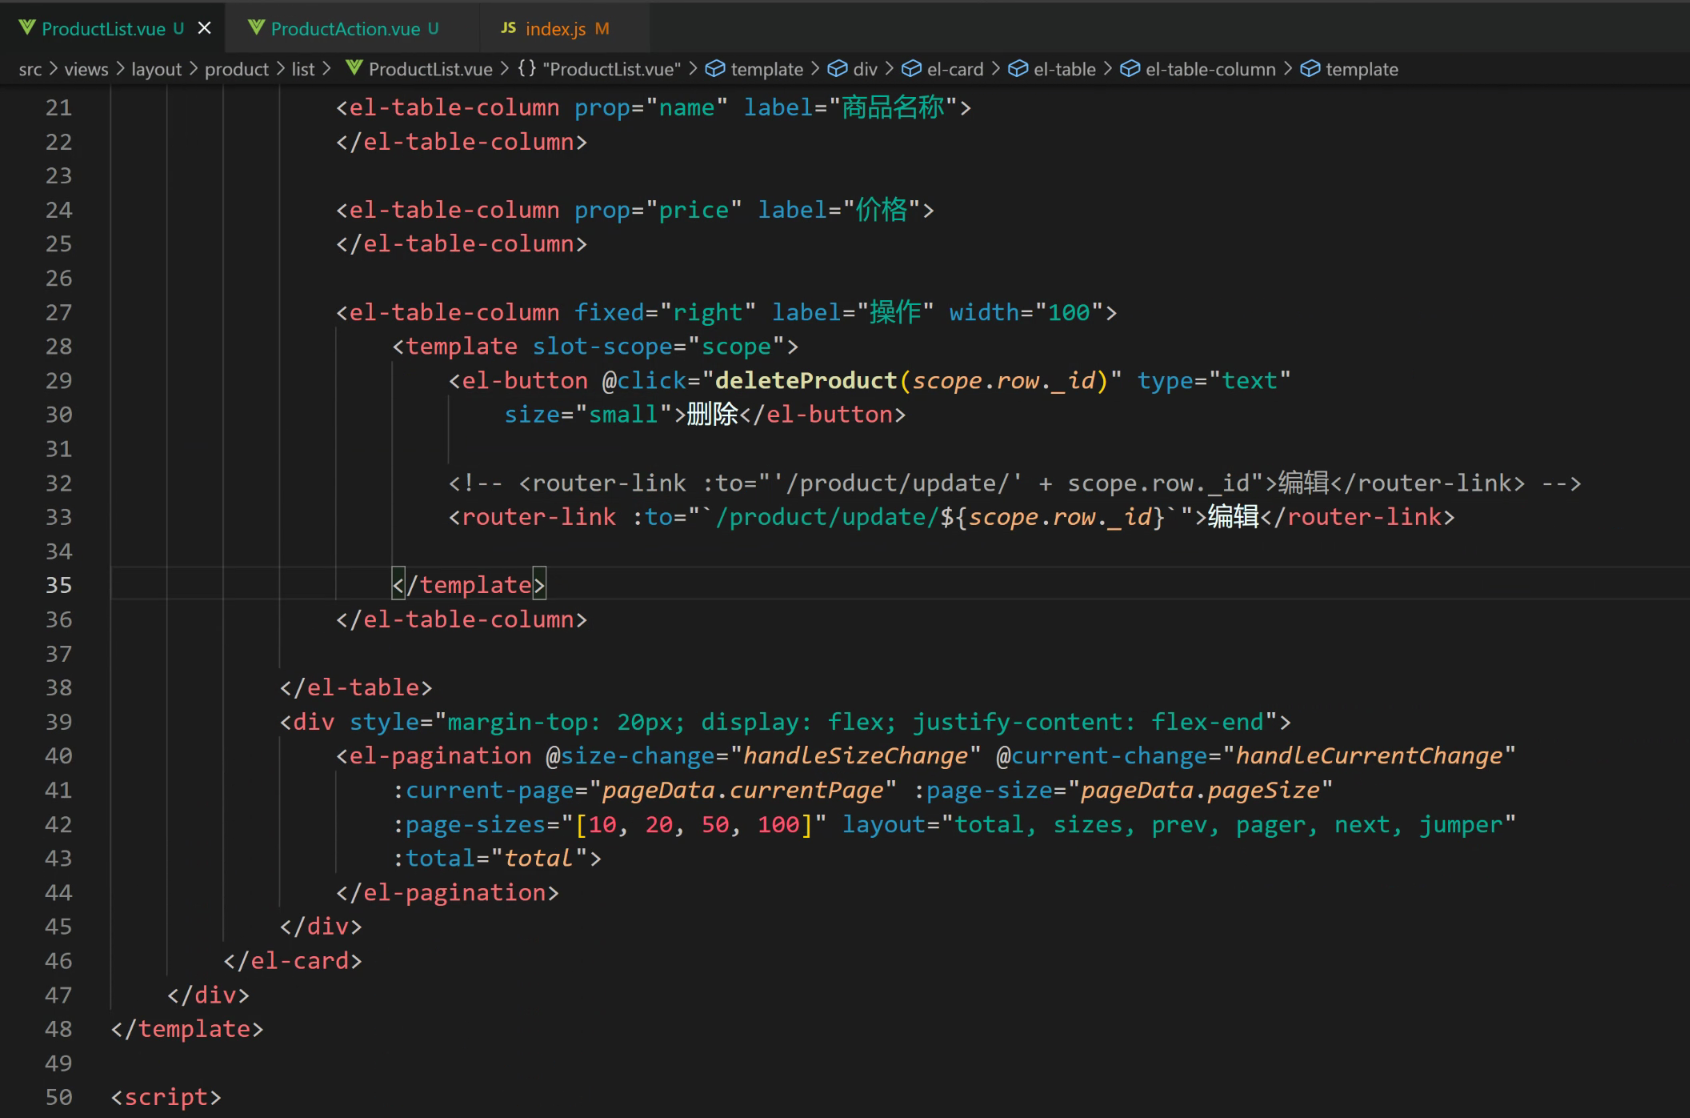 ProductList.vue U × ProductAction.vue U JS index.js M
src > views > layout > product > list > ProductList.vue > {} "ProductList.vue" > template > div > el-card > el-table > el-table-column > template
21 <el-table-column prop="name" label="商品名称">
22 </el-table-column>
23
24 <el-table-column prop="price" label="价格">
25 </el-table-column>
26
27 <el-table-column fixed="right" label="操作" width="100">
28 <template slot-scope="scope">
29 <el-button @click="deleteProduct(scope.row._id)" type="text"
30 size="small">删除</el-button>
31
32 <!-- <router-link :to="'/product/update/' + scope.row._id">编辑</router-link> -->
33 <router-link :to="`/product/update/${scope.row._id}`">编辑</router-link>
34
35 </template>
36 </el-table-column>
37
38 </el-table>
39 <div style="margin-top: 20px; display: flex; justify-content: flex-end">
40 <el-pagination @size-change="handleSizeChange" @current-change="handleCurrentChange"
41 :current-page="pageData.currentPage" :page-size="pageData.pageSize"
42 :page-sizes="[10, 20, 50, 100]" layout="total, sizes, prev, pager, next, jumper"
43 :total="total">
44 </el-pagination>
45 </div>
46 </el-card>
47 </div>
48 </template>
49
50 <script>